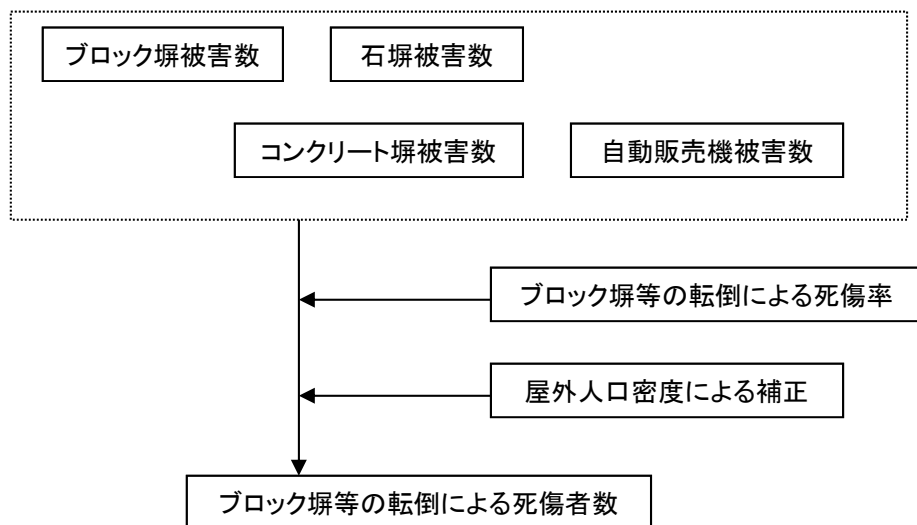 ブロック塀被害数
石塀被害数
コンクリート塀被害数
自動販売機被害数
ブロック塀等の転倒による死傷率
屋外人口密度による補正
ブロック塀等の転倒による死傷者数